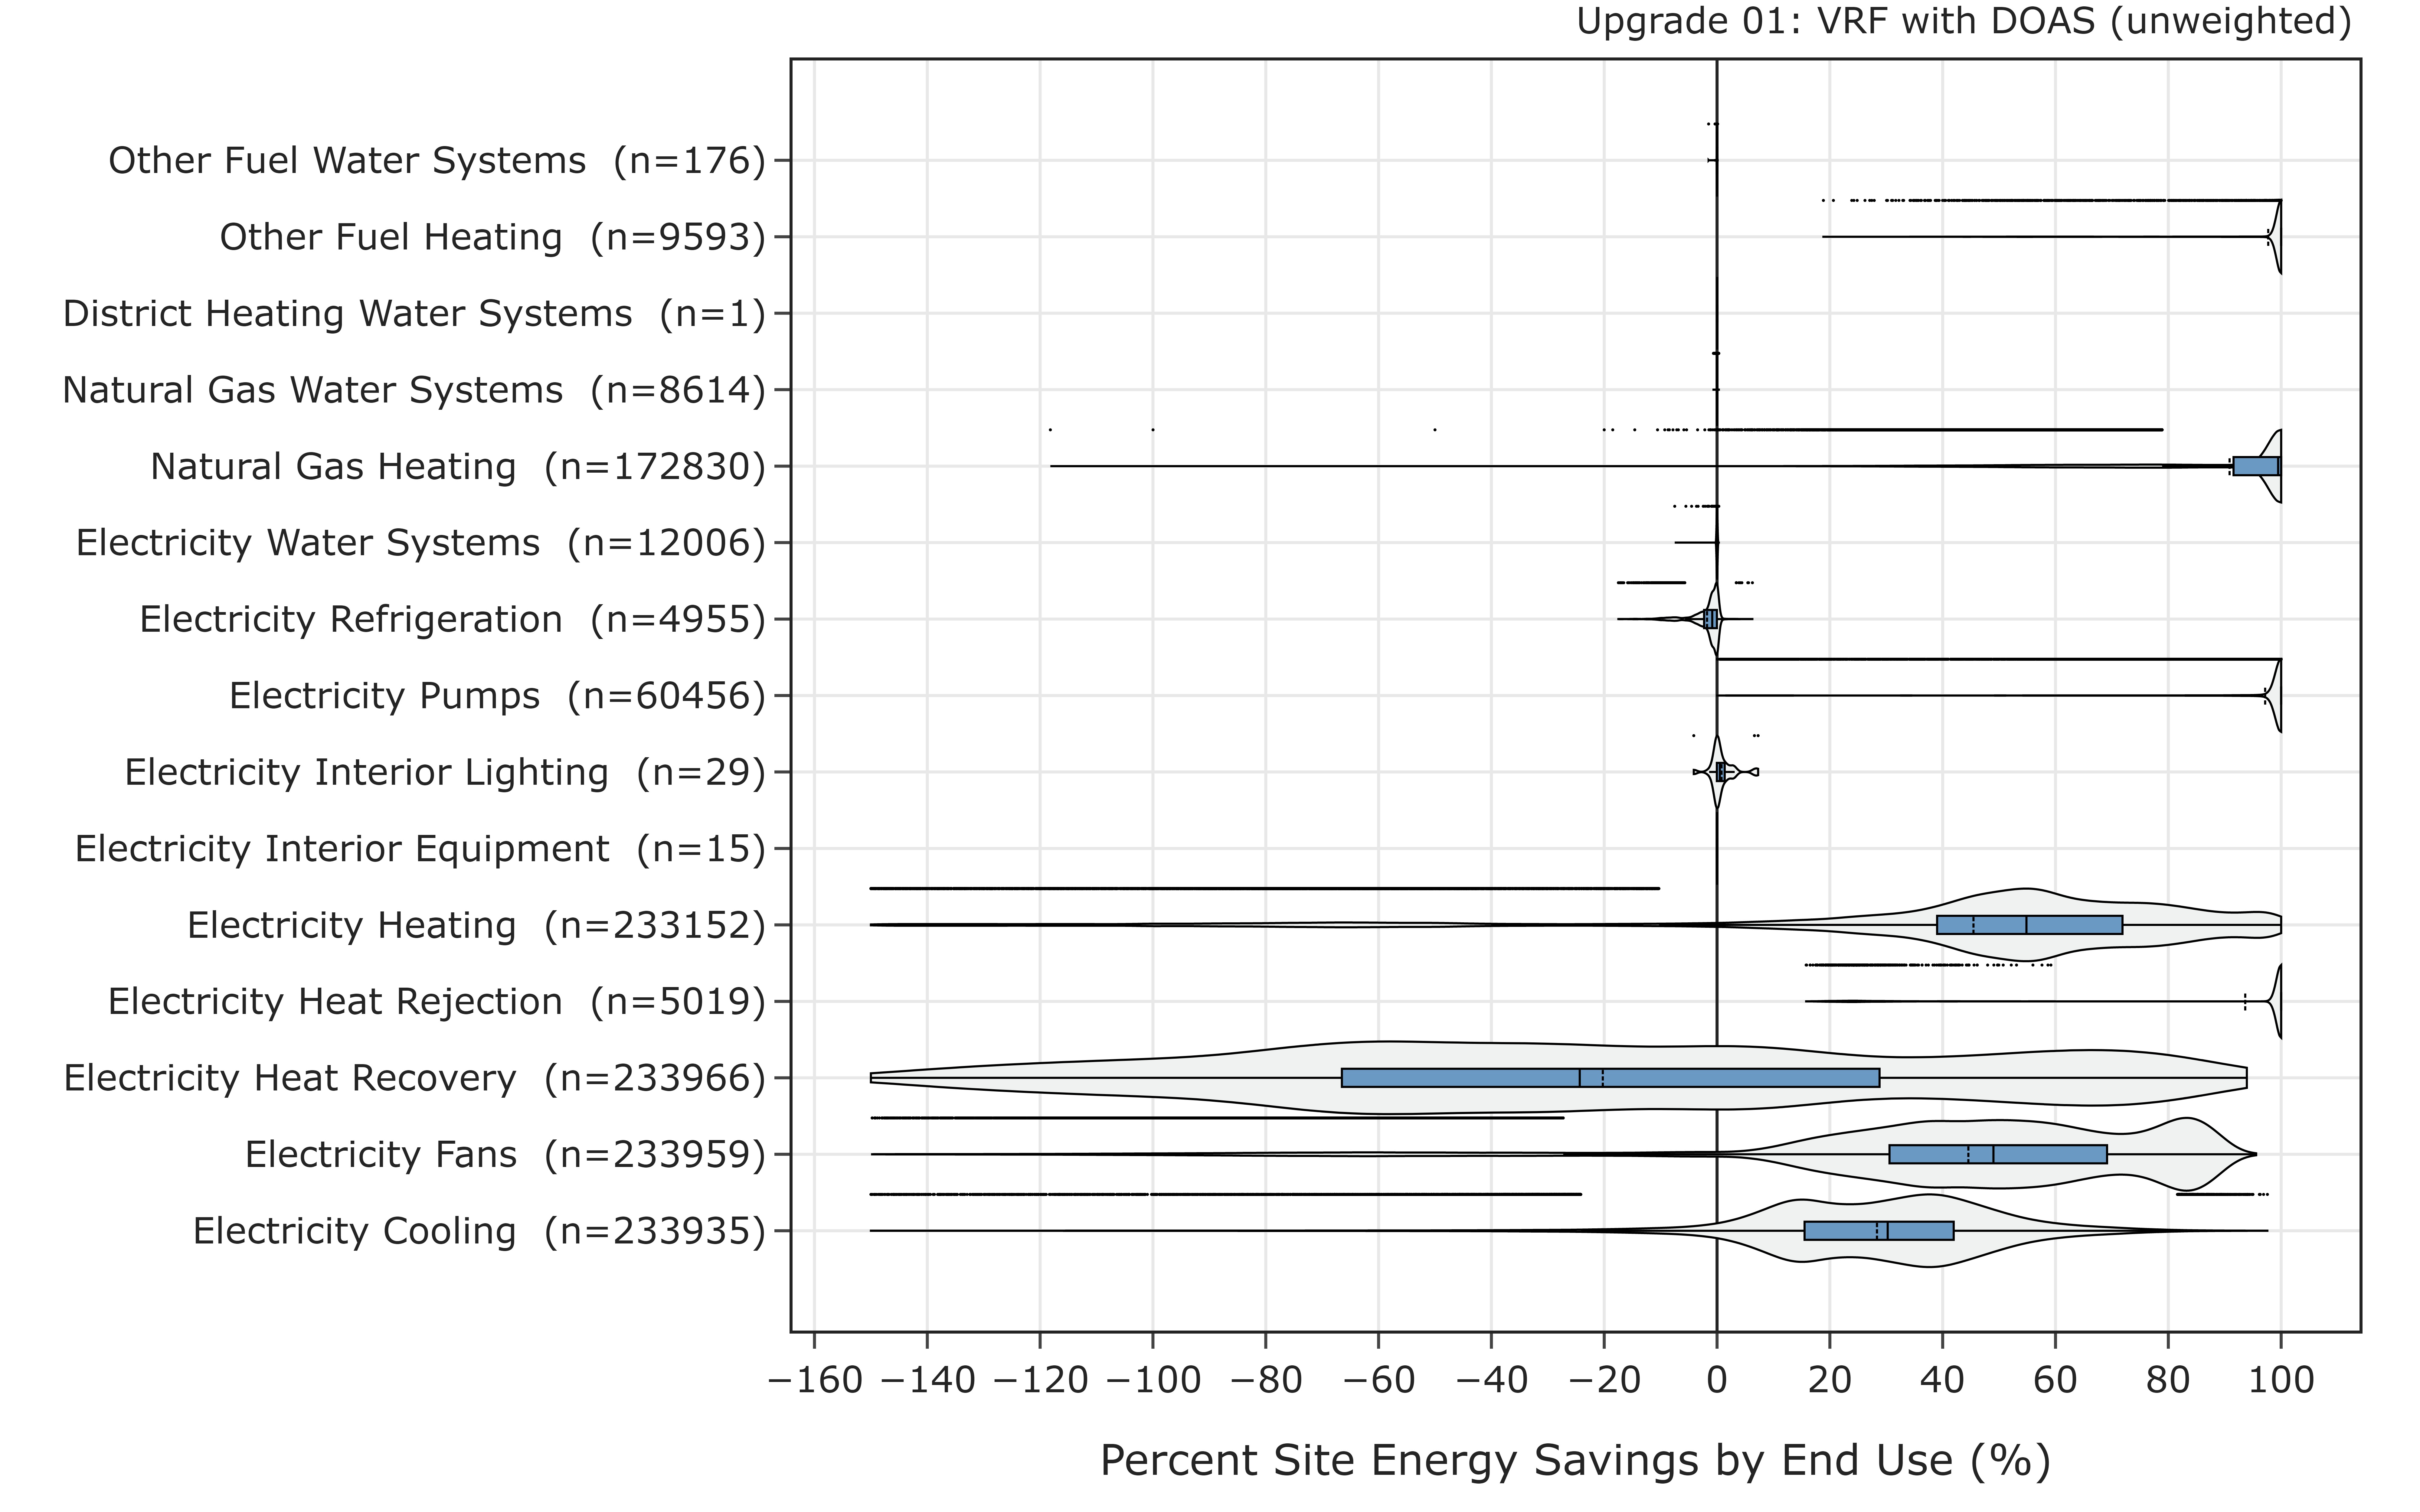 Upgrade 01: VRF with DOAS (unweighted)
Other Fuel Water Systems (n=176)
Other Fuel Heating (n=9593)
District Heating Water Systems (n=1)
Natural Gas Water Systems (n=8614)
Natural Gas Heating (n=172830)
Electricity Water Systems (n=12006)
Electricity Refrigeration (n=4955)
Electricity Pumps (n=60456)
Electricity Interior Lighting (n=29)
Electricity Interior Equipment (n=15)
Electricity Heating (n=233152)
Electricity Heat Rejection (n=5019)
Electricity Heat Recovery (n=233966)
Electricity Fans (n=233959)
Electricity Cooling (n=233935)
−160 −140 −120 −100 −80 −60 −40 −20 0 20 40 60 80 100
Percent Site Energy Savings by End Use (%)